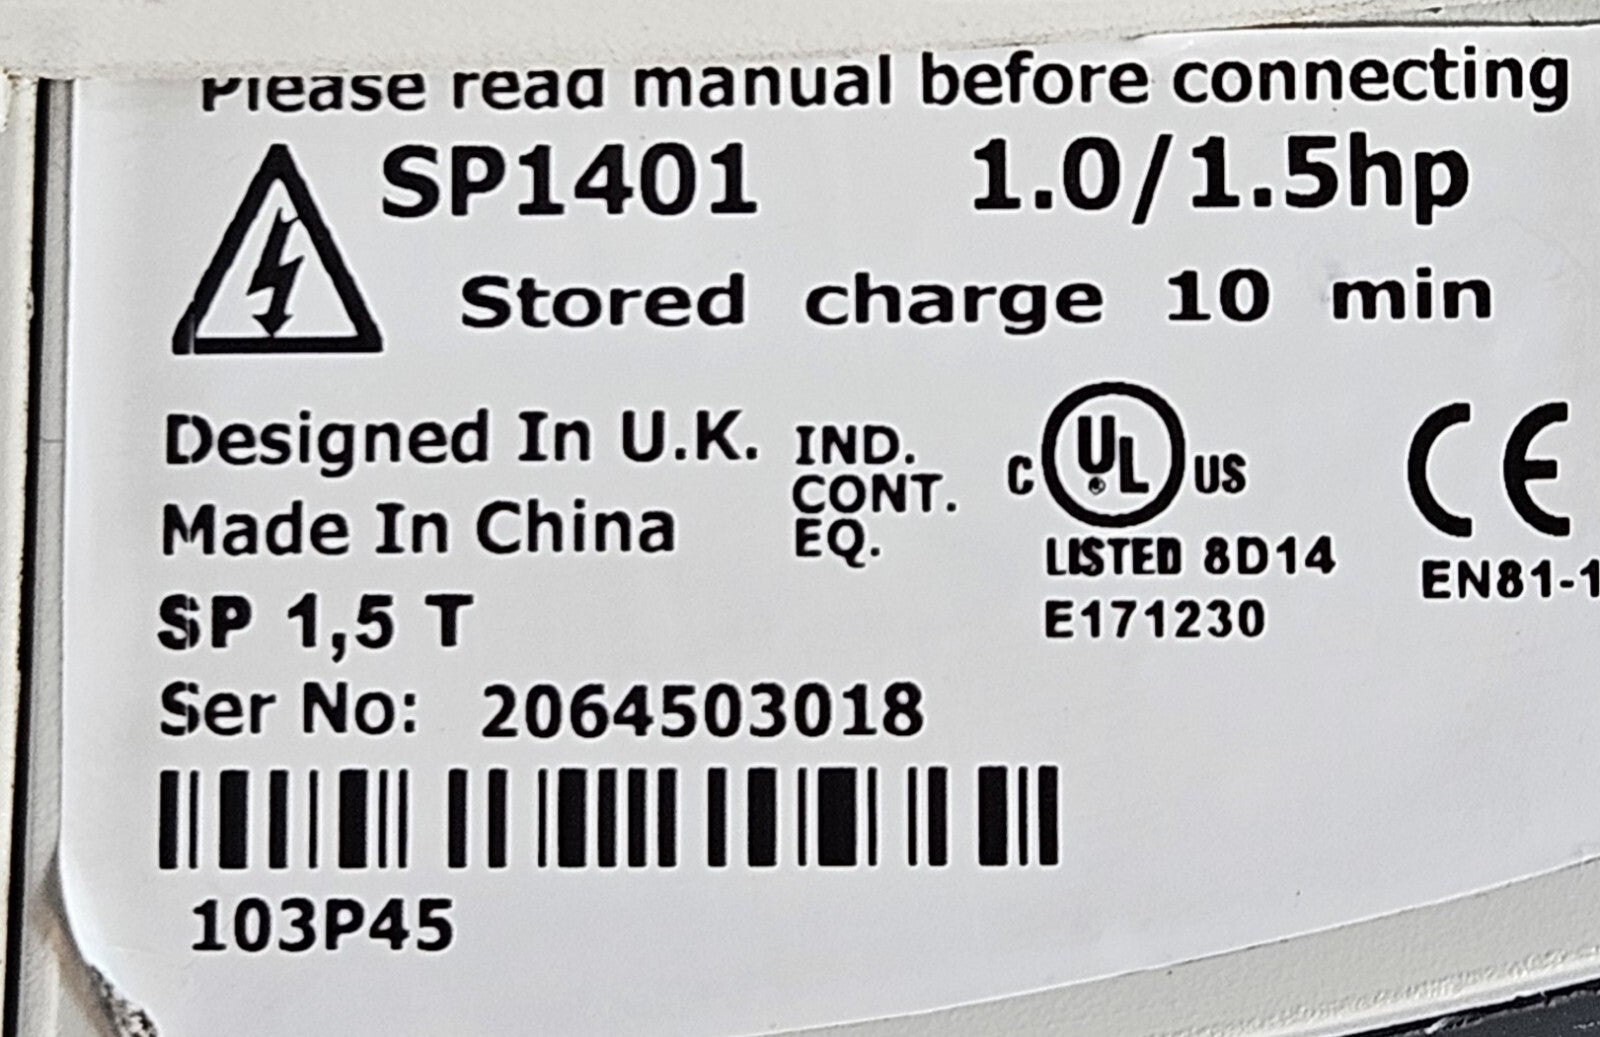 Please read manual before connecting
SP1401 1.0/1.5hp
Stored charge 10 min
Designed In U.K.
Made In China
IND.
CONT.
EQ.
C UL US
LISTED 8D14
E171230
CE
EN81-1
SP 1,5 T
Ser No: 2064503018
103P45